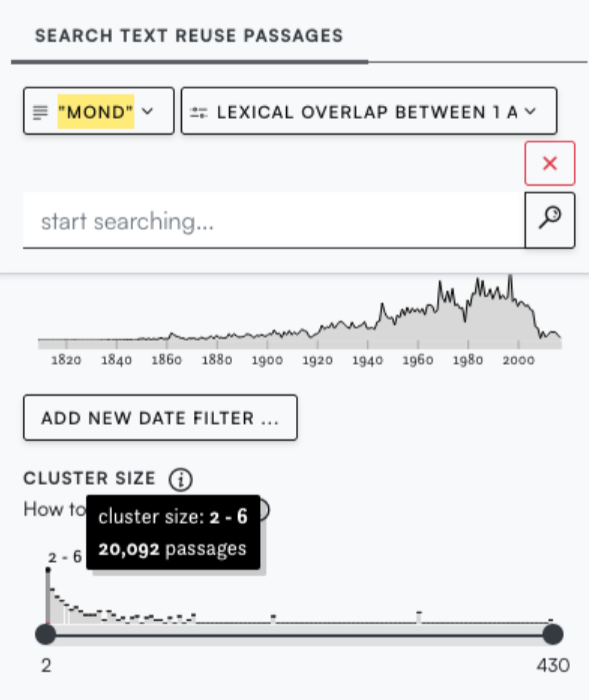 SEARCH TEXT REUSE PASSAGES
"MOND" LEXICAL OVERLAP BETWEEN 1 A
start searching...
1820 1840 1860 1880 1900 1920 1940 1960 1980 2000
ADD NEW DATE FILTER ...
CLUSTER SIZE
How to
cluster size: 2 - 6
20,092 passages
2 - 6
2 430